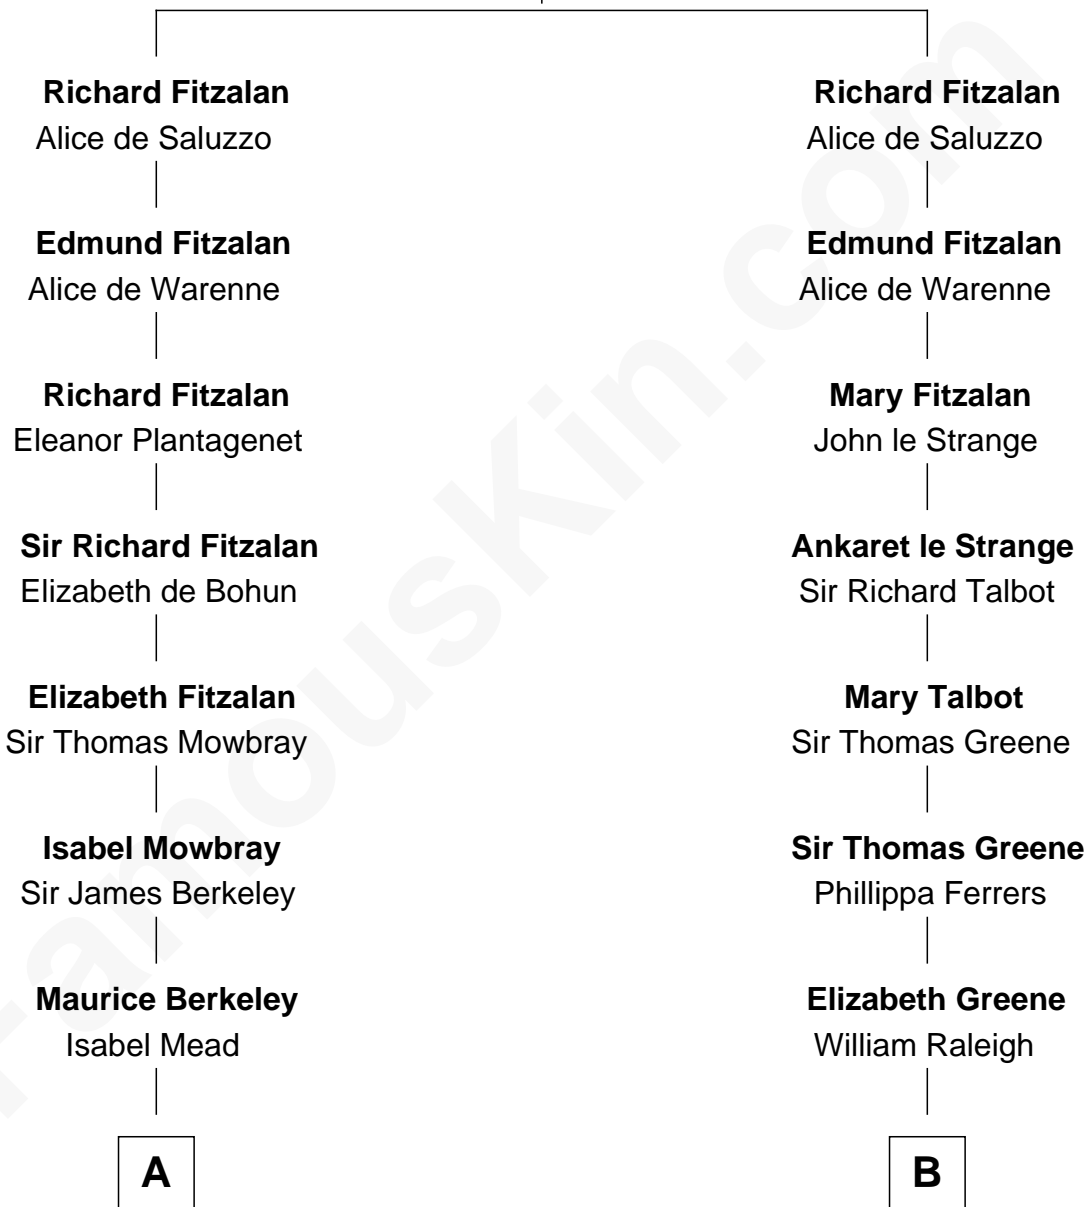 Richard Fitzalan
Alice de Saluzzo
Edmund Fitzalan
Alice de Warenne
Richard Fitzalan
Eleanor Plantagenet
Sir Richard Fitzalan
Elizabeth de Bohun
Elizabeth Fitzalan
Sir Thomas Mowbray
Isabel Mowbray
Sir James Berkeley
Maurice Berkeley
Isabel Mead
A
Richard Fitzalan
Alice de Saluzzo
Edmund Fitzalan
Alice de Warenne
Mary Fitzalan
John le Strange
Ankaret le Strange
Sir Richard Talbot
Mary Talbot
Sir Thomas Greene
Sir Thomas Greene
Phillippa Ferrers
Elizabeth Greene
William Raleigh
B
FamousKin.com